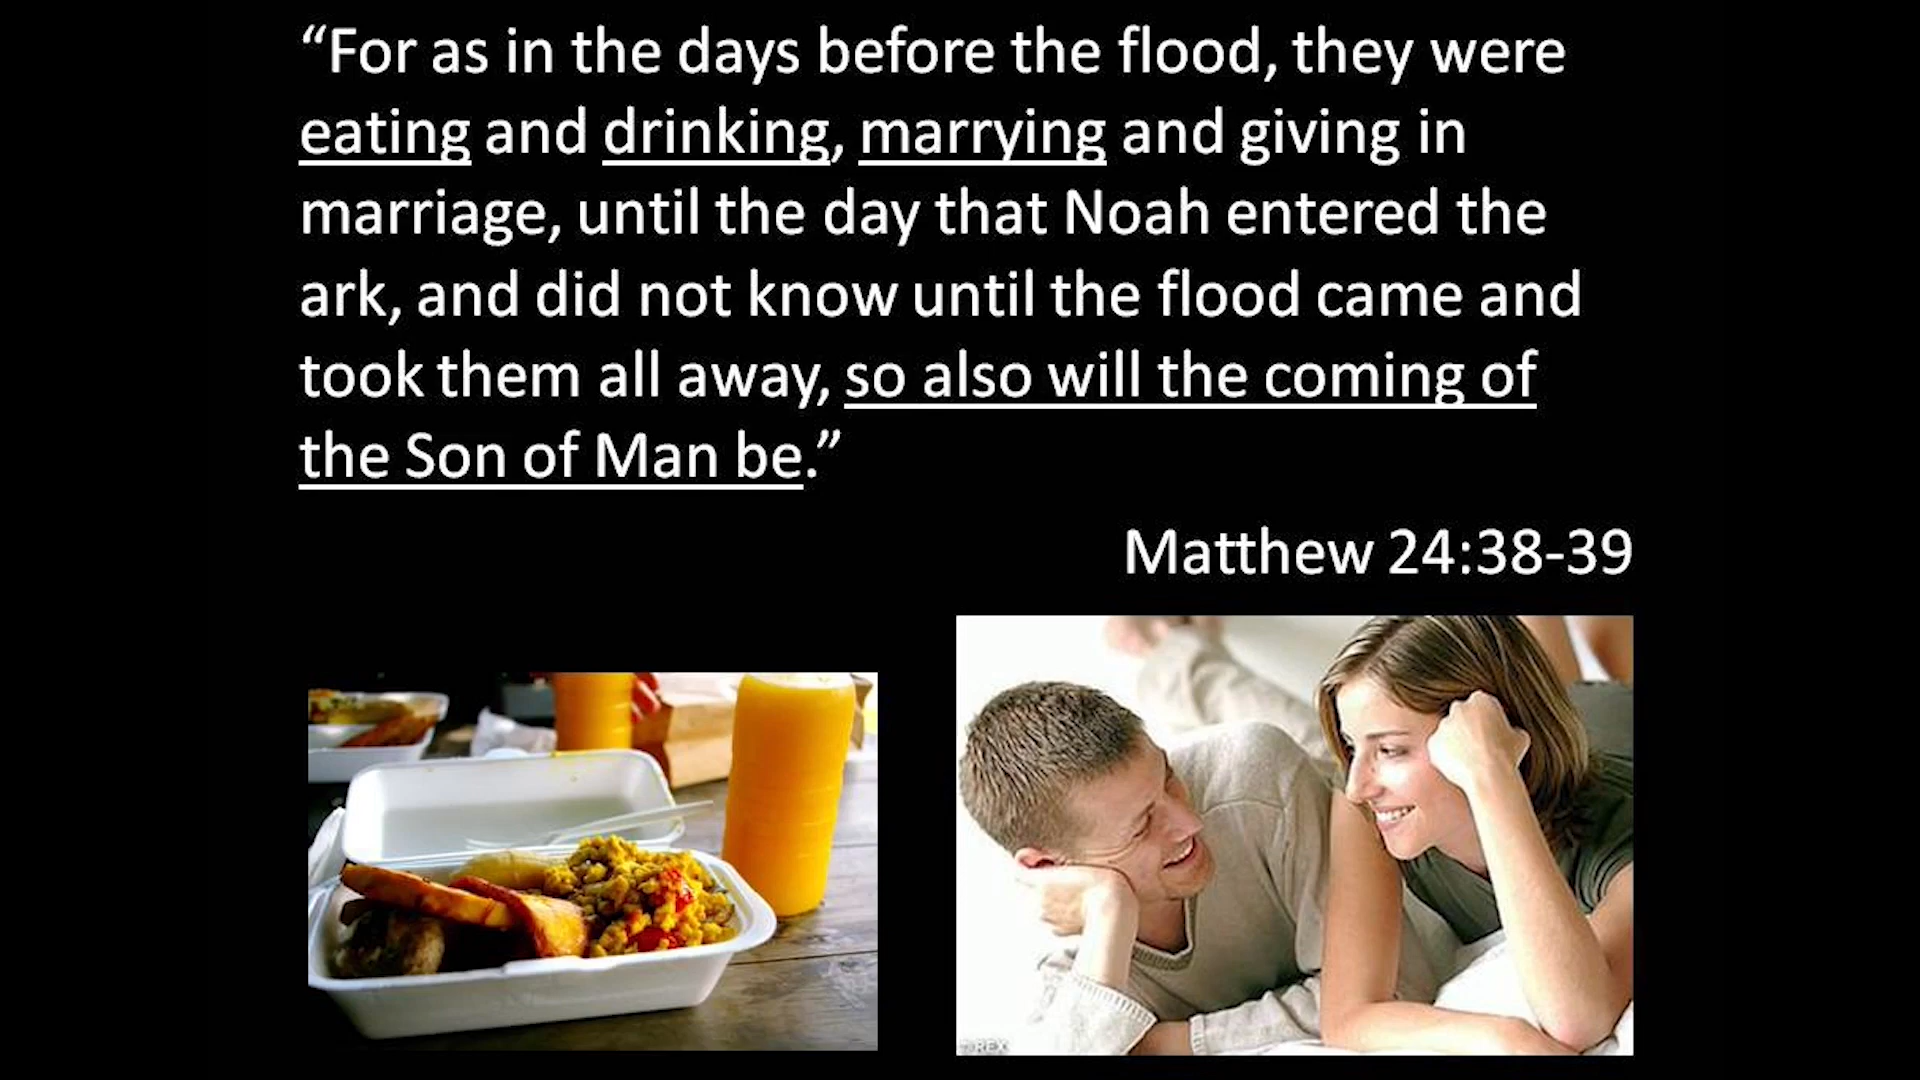 “For as in the days before the flood, they were
eating and drinking, marrying and giving in
marriage, until the day that Noah entered the
ark, and did not know until the flood came and
took them all away, so also will the coming of
the Son of Man be.”
Matthew 24:38-39
REX